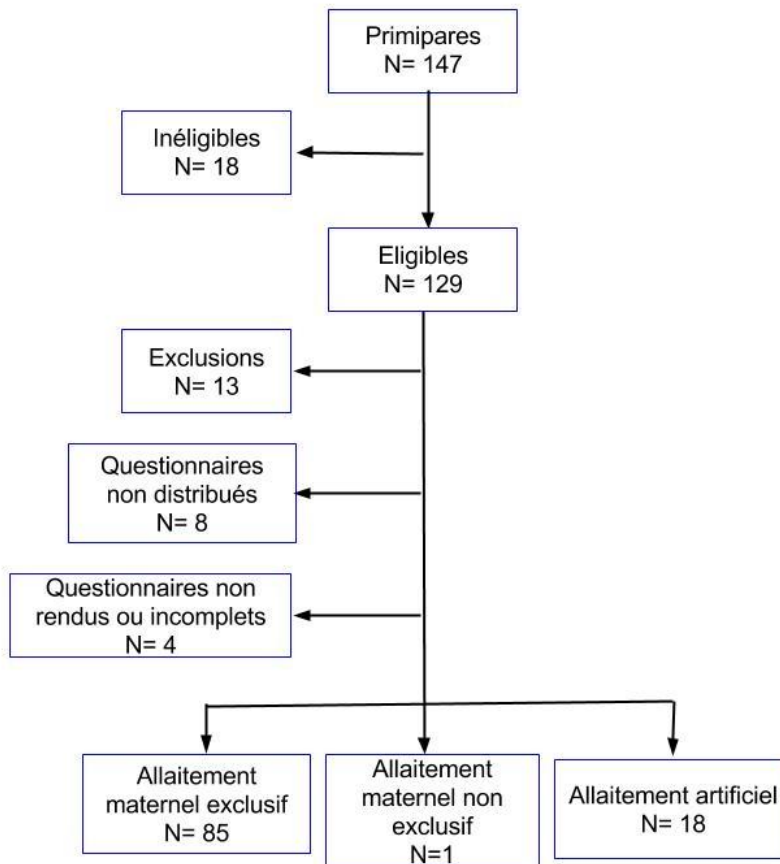 Primipares
N= 147
Inéligibles
N= 18
Eligibles
N= 129
Exclusions
N= 13
Questionnaires
non distribués
N= 8
Questionnaires non
rendus ou incomplets
N= 4
Allaitement
maternel exclusif
N= 85
Allaitement
maternel non
exclusif
N=1
Allaitement artificiel
N= 18